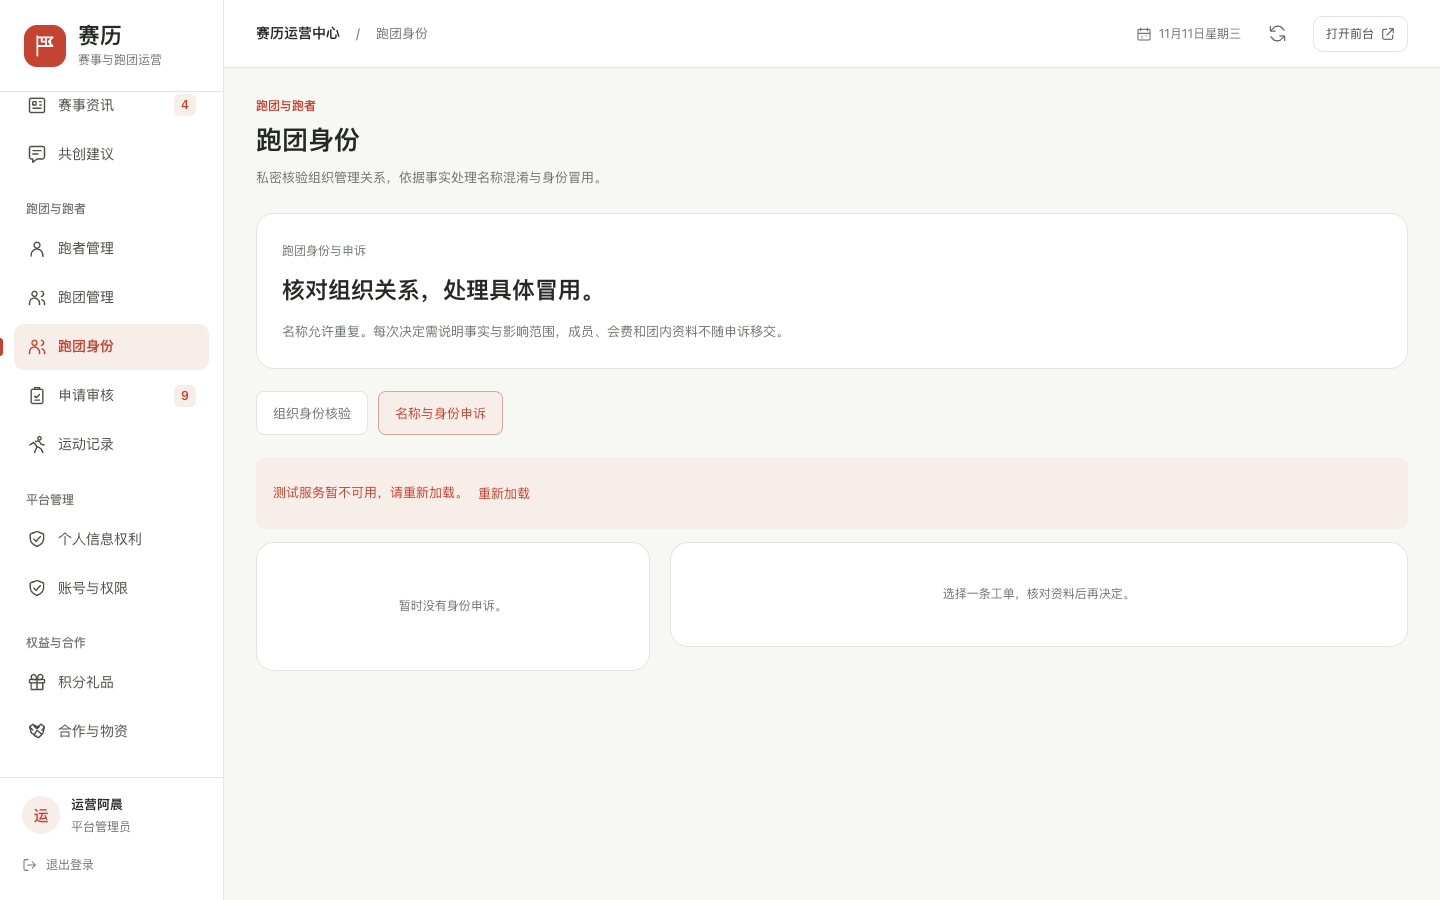 赛历
赛事与跑团运营
赛事资讯
4
共创建议
跑团与跑者
跑者管理
跑团管理
跑团身份
申请审核
9
运动记录
平台管理
个人信息权利
账号与权限
权益与合作
积分礼品
合作与物资
运
运营阿晨
平台管理员
退出登录
赛历运营中心 / 跑团身份
11月11日星期三
打开前台
跑团与跑者
跑团身份
私密核验组织管理关系，依据事实处理名称混淆与身份冒用。
跑团身份与申诉
核对组织关系，处理具体冒用。
名称允许重复。每次决定需说明事实与影响范围，成员、会费和团内资料不随申诉移交。
组织身份核验
名称与身份申诉
测试服务暂不可用，请重新加载。 重新加载
暂时没有身份申诉。
选择一条工单，核对资料后再决定。